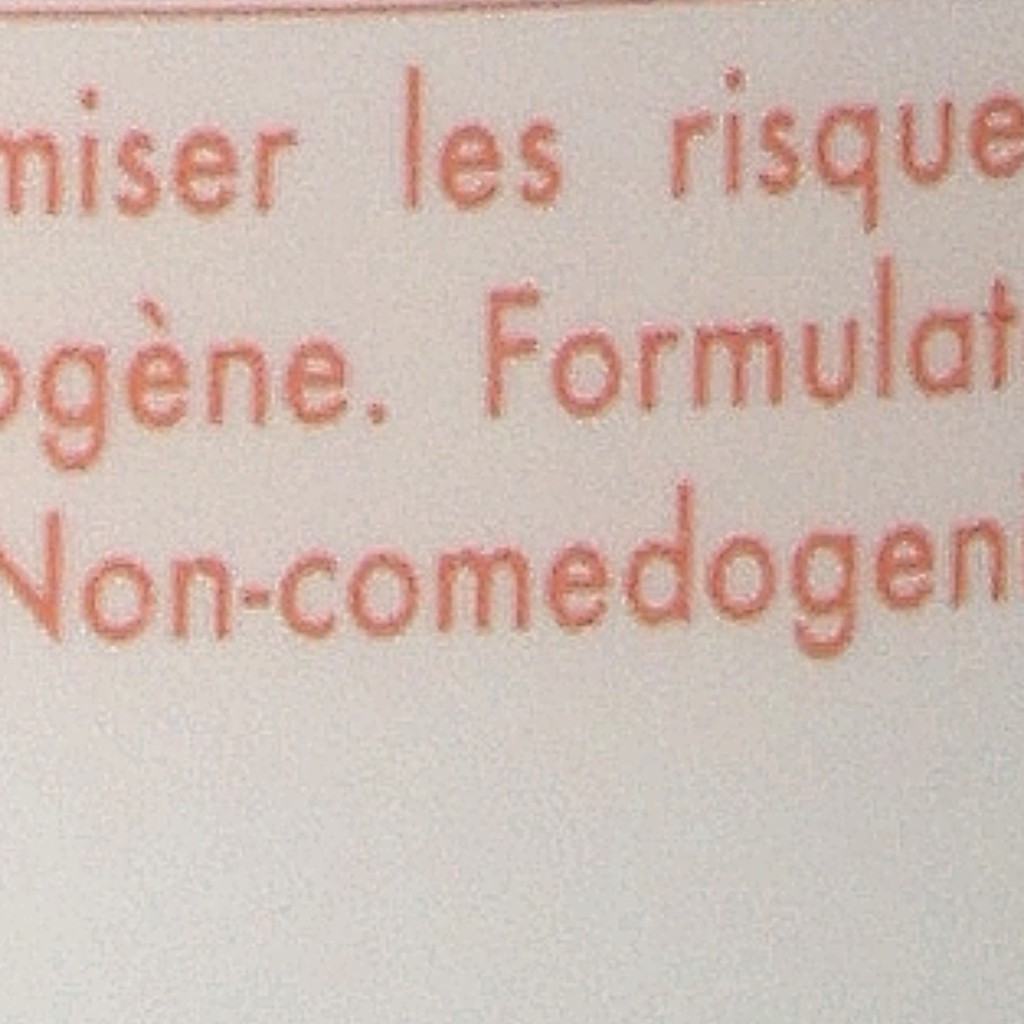 miser les risque
ogène. Formulat
Non-comedogeni